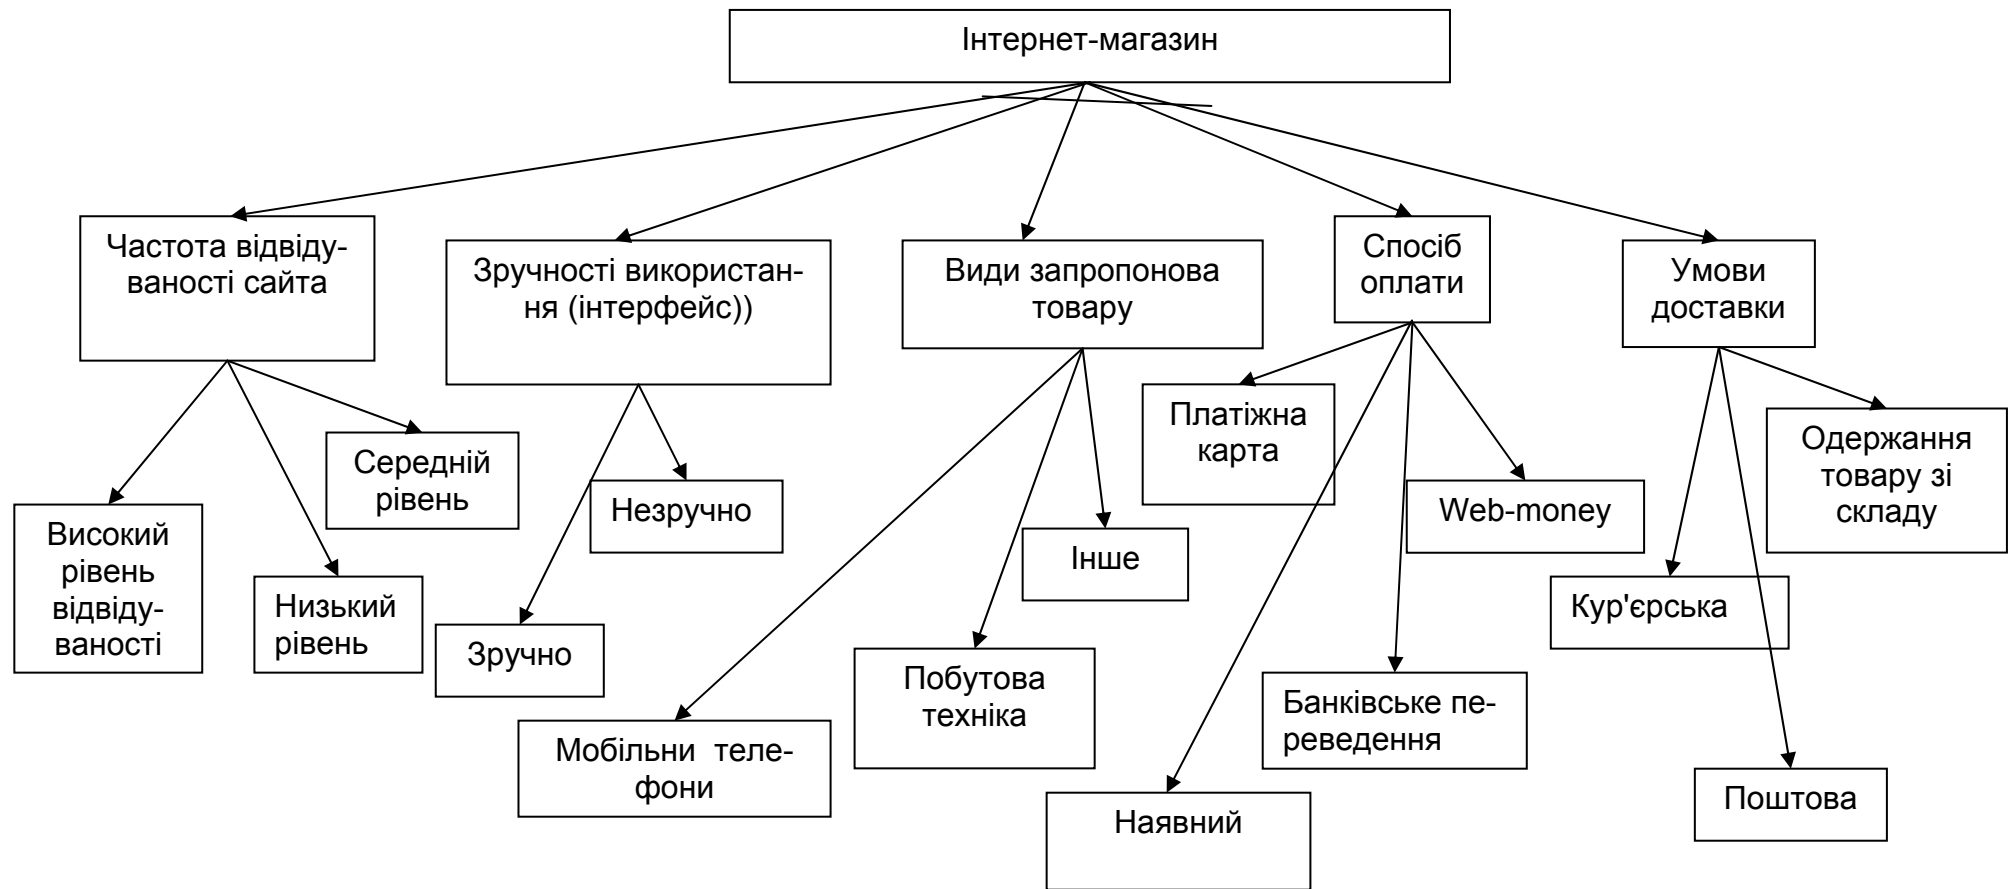 Інтернет-магазин
Частота відвіду-
ваності сайта
Зручності використан-
ня (інтерфейс))
Види запропонова
товару
Спосіб
оплати
Умови
доставки
Високий
рівень
відвіду-
ваності
Низький
рівень
Середній
рівень
Зручно
Незручно
Мобільни  теле-
фони
Побутова
техніка
Інше
Платіжна
карта
Наявний
Банківське пе-
реведення
Web-money
Кур'єрська
Поштова
Одержання
товару зі
складу